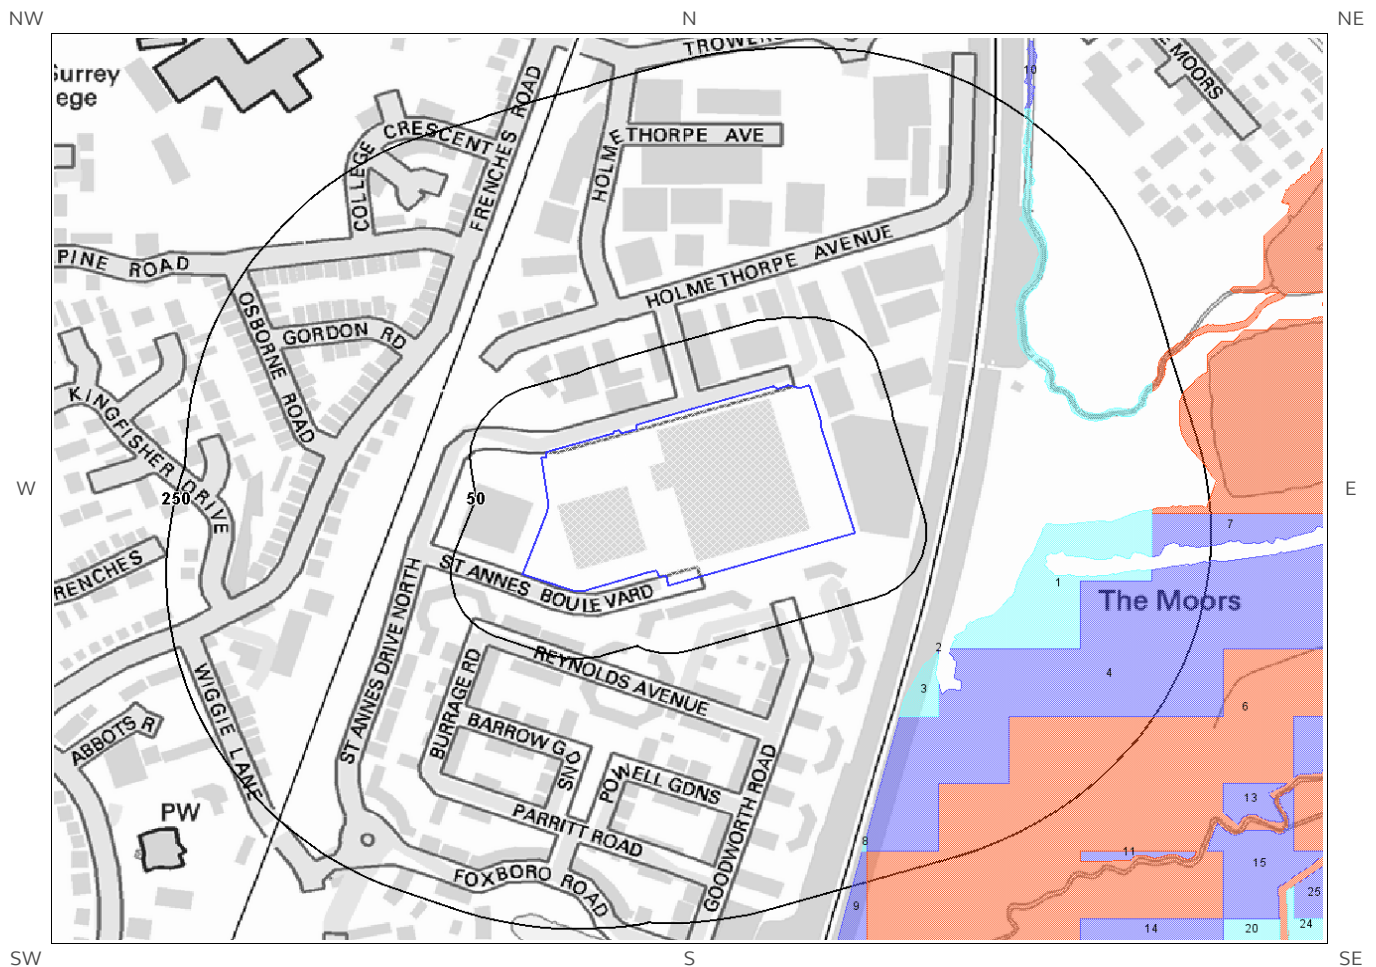 NW
N
NE
TROWERS
Surrey
ege
10
E MOORS
CRESCENT
THORPE AVE
HOLME
COLLEGE
FRENCHES ROAD
PINE ROAD
HOLMETHORPE AVENUE
OSBORNE ROAD
GORDON RD
KINGFISHER DRIVE
W
250
50
E
7
RENCHES
ST ANNES BOULEVARD
1
The Moors
ST ANNES DRIVE NORTH
2
REYNOLDS AVENUE
3
4
6
WIGGIE LANE
BURRAGE RD
BARROW GDNS
ABBOTS R
POWELL GDNS
13
PW
PARRITT ROAD
GOODWORTH ROAD
8
11
15
FOXBORO ROAD
25
9
14
20
24
SW
S
SE